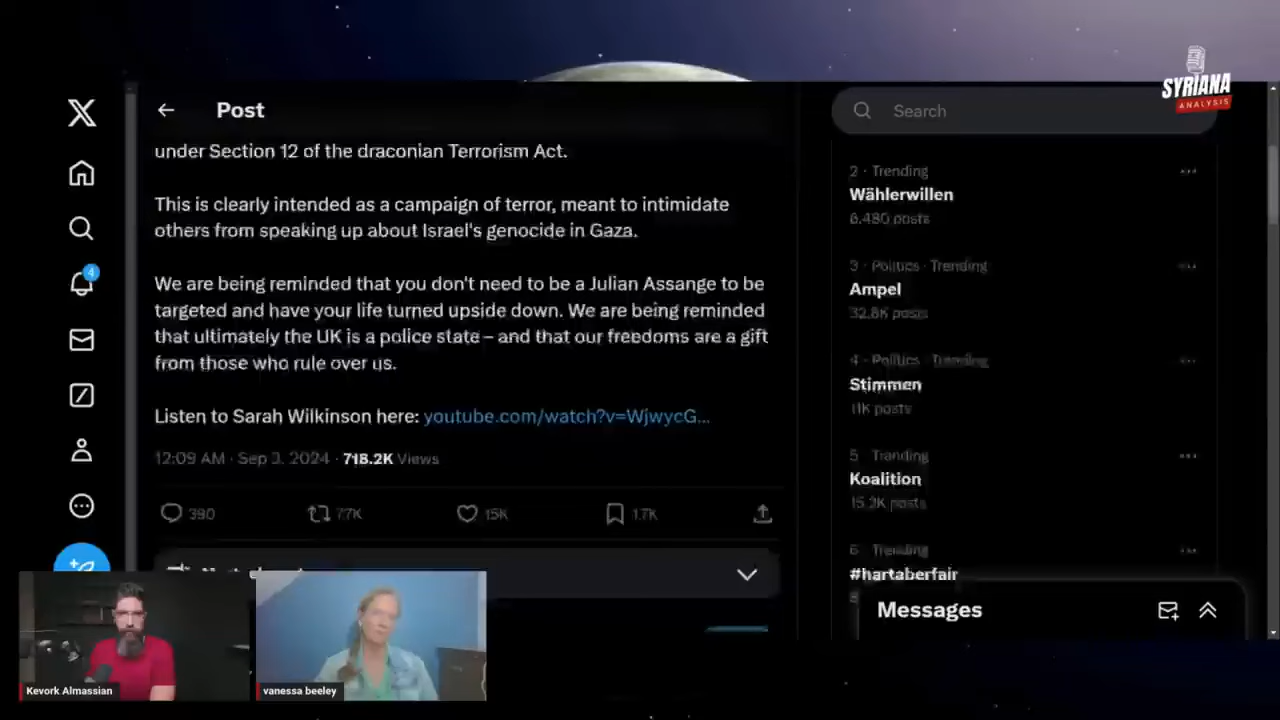 SYRIANA
ANALYSIS
Post
Search
under Section 12 of the draconian Terrorism Act.
This is clearly intended as a campaign of terror, meant to intimidate
others from speaking up about Israel's genocide in Gaza.
We are being reminded that you don't need to be a Julian Assange to be
targeted and have your life turned upside down. We are being reminded
that ultimately the UK is a police state – and that our freedoms are a gift
from those who rule over us.
Listen to Sarah Wilkinson here: youtube.com/watch?v=WjwycG...
12:09 AM · Sep 3, 2024 · 718.2K Views
390
7.7K
15K
1.7K
2 · Trending
Wählerwillen
6,480 posts
3 · Politics · Trending
Ampel
32.8K posts
4 · Politics · Trending
Stimmen
11K posts
5 · Trending
Koalition
15.2K posts
6 · Trending
#hartaberfair
Messages
4
Kevork Almassian
vanessa beeley